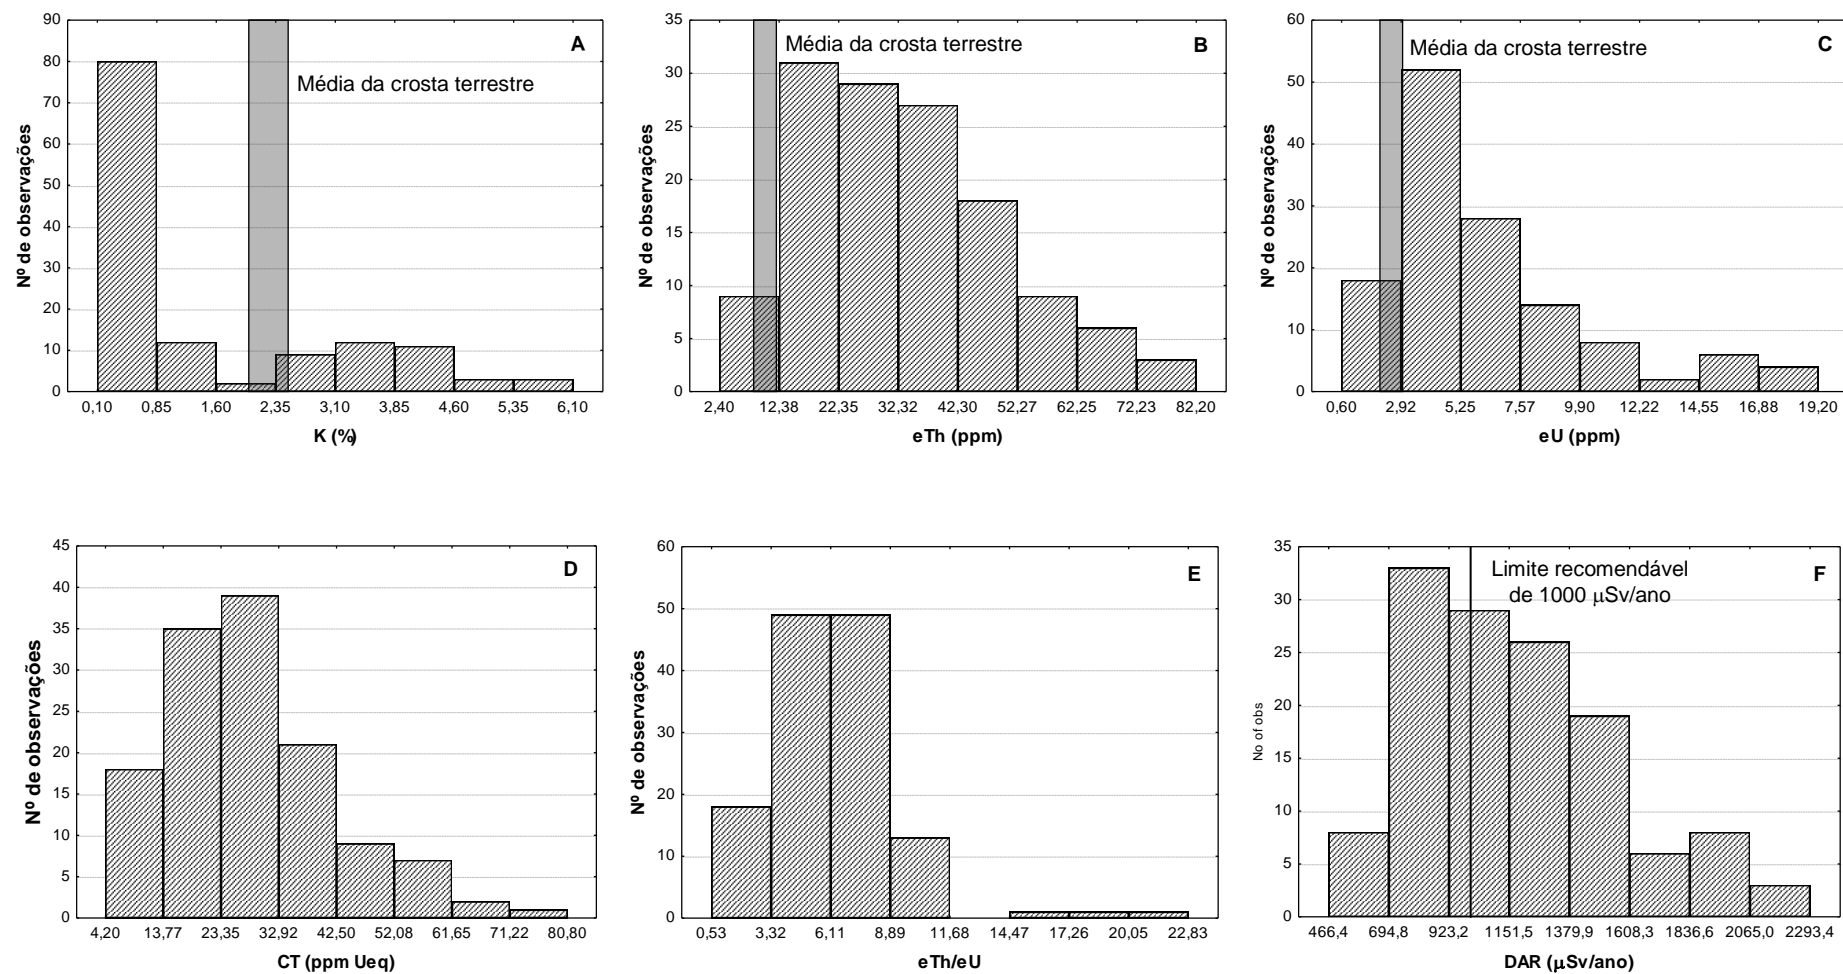 A
Média da crosta terrestre
Nº de observações
90
80
70
60
50
40
30
20
10
0
0,10 0,85 1,60 2,35 3,10 3,85 4,60 5,35 6,10
K (%)
B
Média da crosta terrestre
Nº de observações
35
30
25
20
15
10
5
0
2,40 12,38 22,35 32,32 42,30 52,27 62,25 72,23 82,20
eTh (ppm)
C
Média da crosta terrestre
Nº de observações
60
50
40
30
20
10
0
0,60 2,92 5,25 7,57 9,90 12,22 14,55 16,88 19,20
eU (ppm)
D
Nº de observações
45
40
35
30
25
20
15
10
5
0
4,20 13,77 23,35 32,92 42,50 52,08 61,65 71,22 80,80
CT (ppm Ueq)
E
Nº de observações
60
50
40
30
20
10
0
0,53 3,32 6,11 8,89 11,68 14,47 17,26 20,05 22,83
eTh/eU
F
Limite recomendável
de 1000 μSv/ano
No of obs
35
30
25
20
15
10
5
0
466,4 694,8 923,2 1151,5 1379,9 1608,3 1836,6 2065,0 2293,4
DAR (μSv/ano)